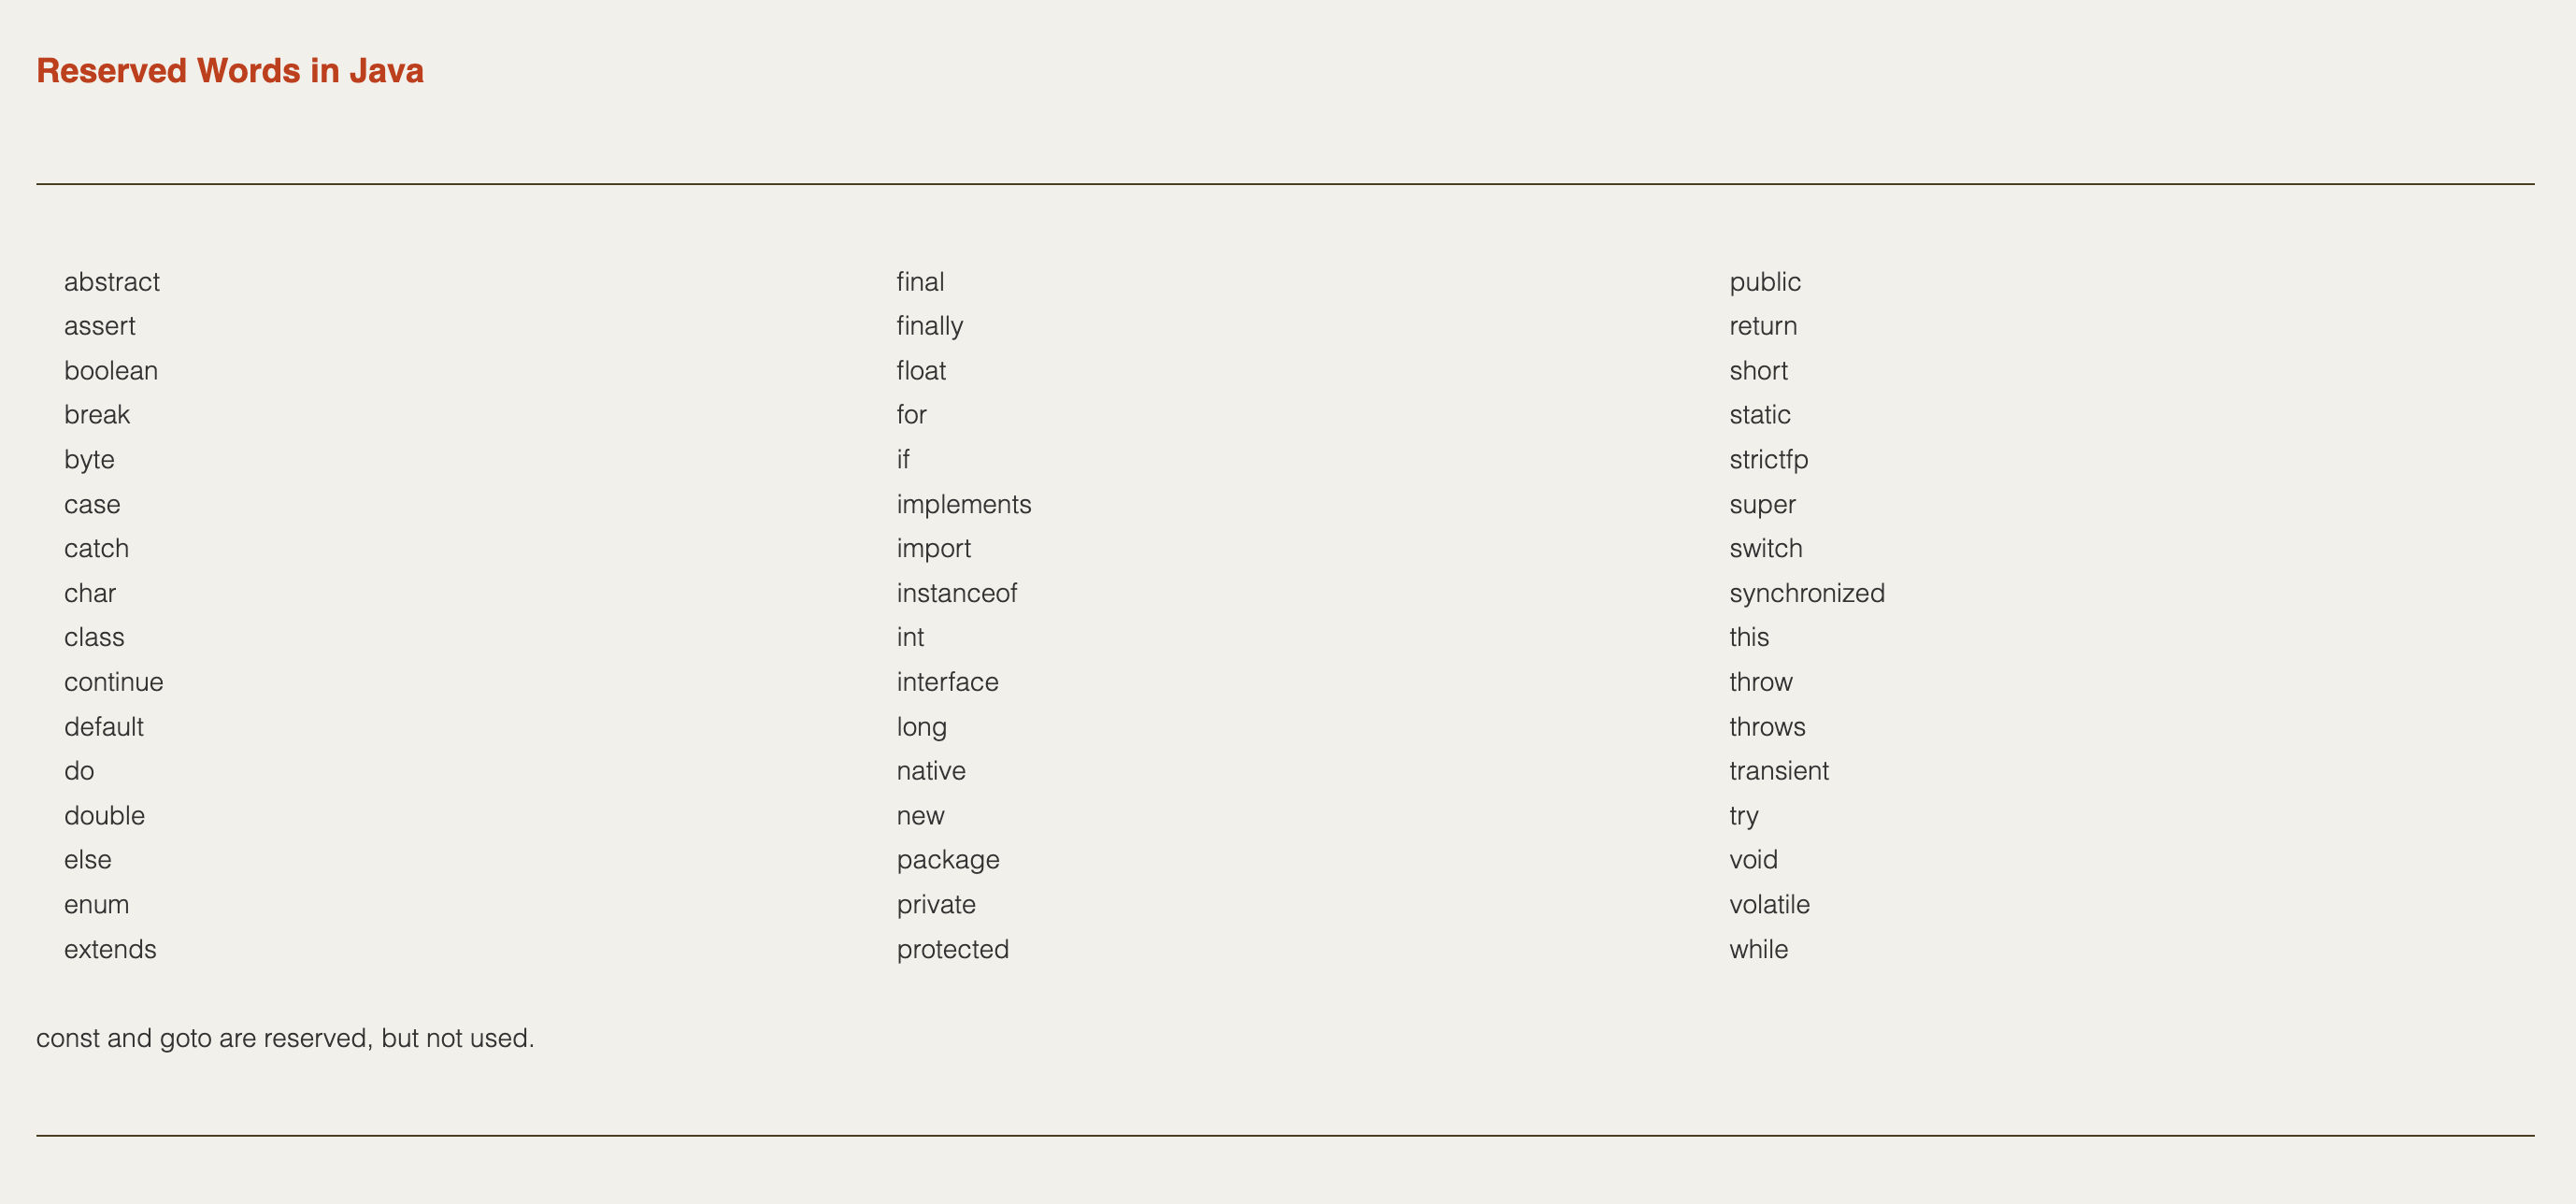 Reserved Words in Java
abstract
assert
boolean
break
byte
case
catch
char
class
continue
default
do
double
else
enum
extends
final
finally
float
for
if
implements
import
instanceof
int
interface
long
native
new
package
private
protected
public
return
short
static
strictfp
super
switch
synchronized
this
throw
throws
transient
try
void
volatile
while
const and goto are reserved, but not used.